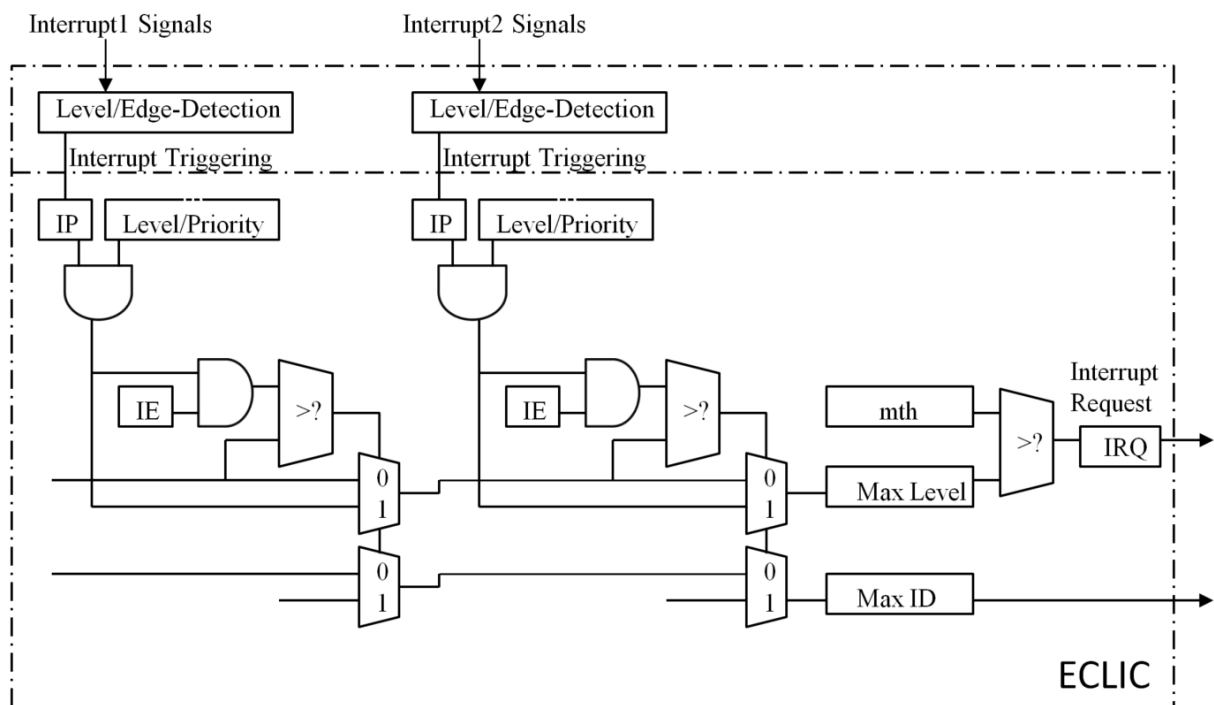 Interrupt1 Signals
Interrupt2 Signals
Level/Edge-Detection
Level/Edge-Detection
Interrupt Triggering
Interrupt Triggering
IP
Level/Priority
IP
Level/Priority
IE
>?
IE
>?
mth
>?
Interrupt
Request
IRQ
0
1
0
1
Max Level
0
1
0
1
Max ID
ECLIC